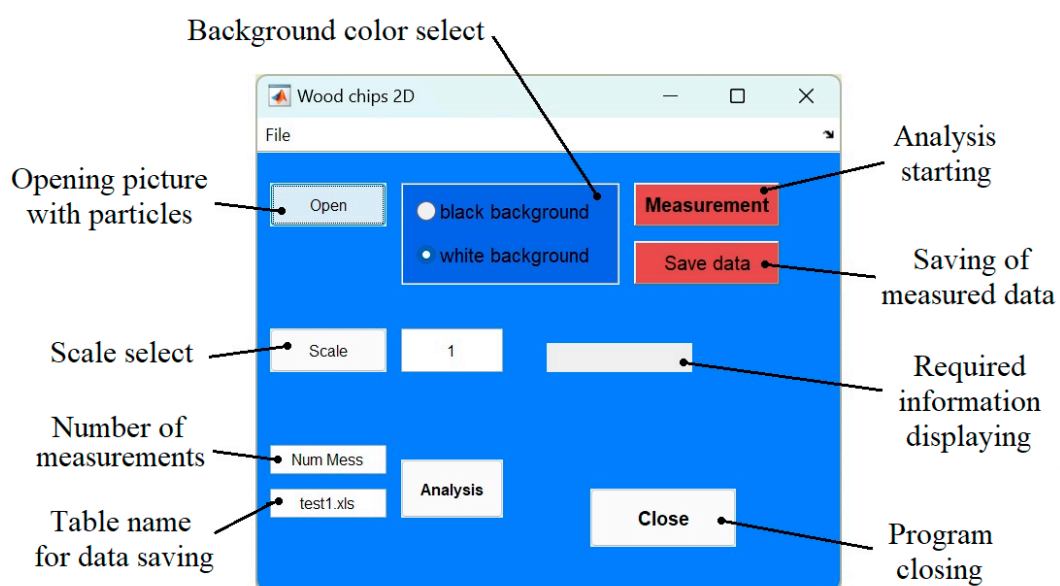 Background color select
Wood chips 2D
File
Analysis
starting
Opening picture
with particles
Open
black background
white background
Measurement
Save data
Saving of
measured data
Scale select
Scale
1
Required
information
displaying
Number of
measurements
Num Mess
test1.xls
Analysis
Table name
for data saving
Close
Program
closing